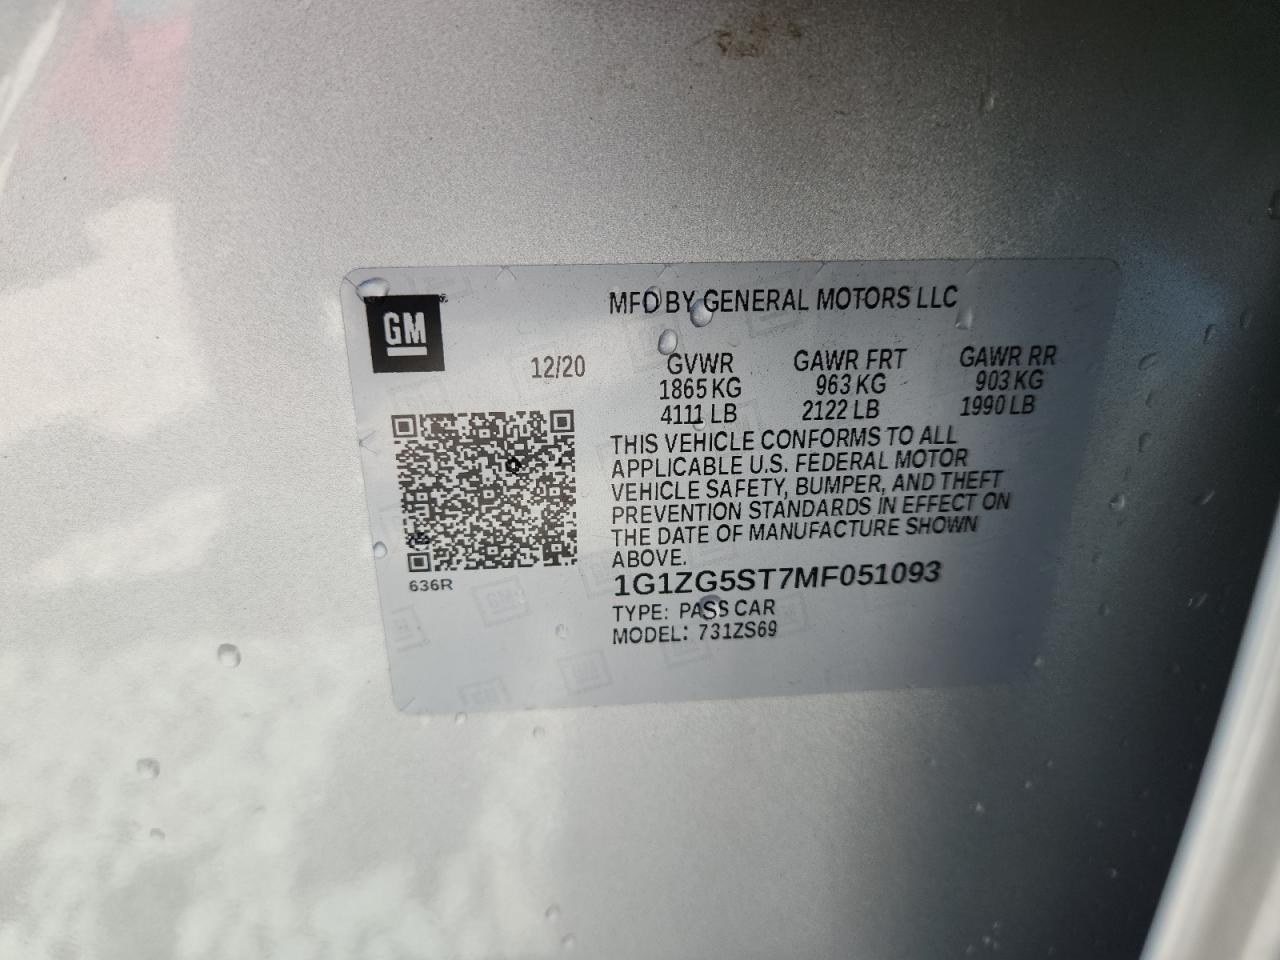 GM
MFD BY GENERAL MOTORS LLC
12/20
GVWR GAWR FRT GAWR RR
1865 KG 963 KG 903 KG
4111 LB 2122 LB 1990 LB
THIS VEHICLE CONFORMS TO ALL
APPLICABLE U.S. FEDERAL MOTOR
VEHICLE SAFETY, BUMPER, AND THEFT
PREVENTION STANDARDS IN EFFECT ON
THE DATE OF MANUFACTURE SHOWN
ABOVE.
636R
1G1ZG5ST7MF051093
TYPE: PASS CAR
MODEL: 731ZS69